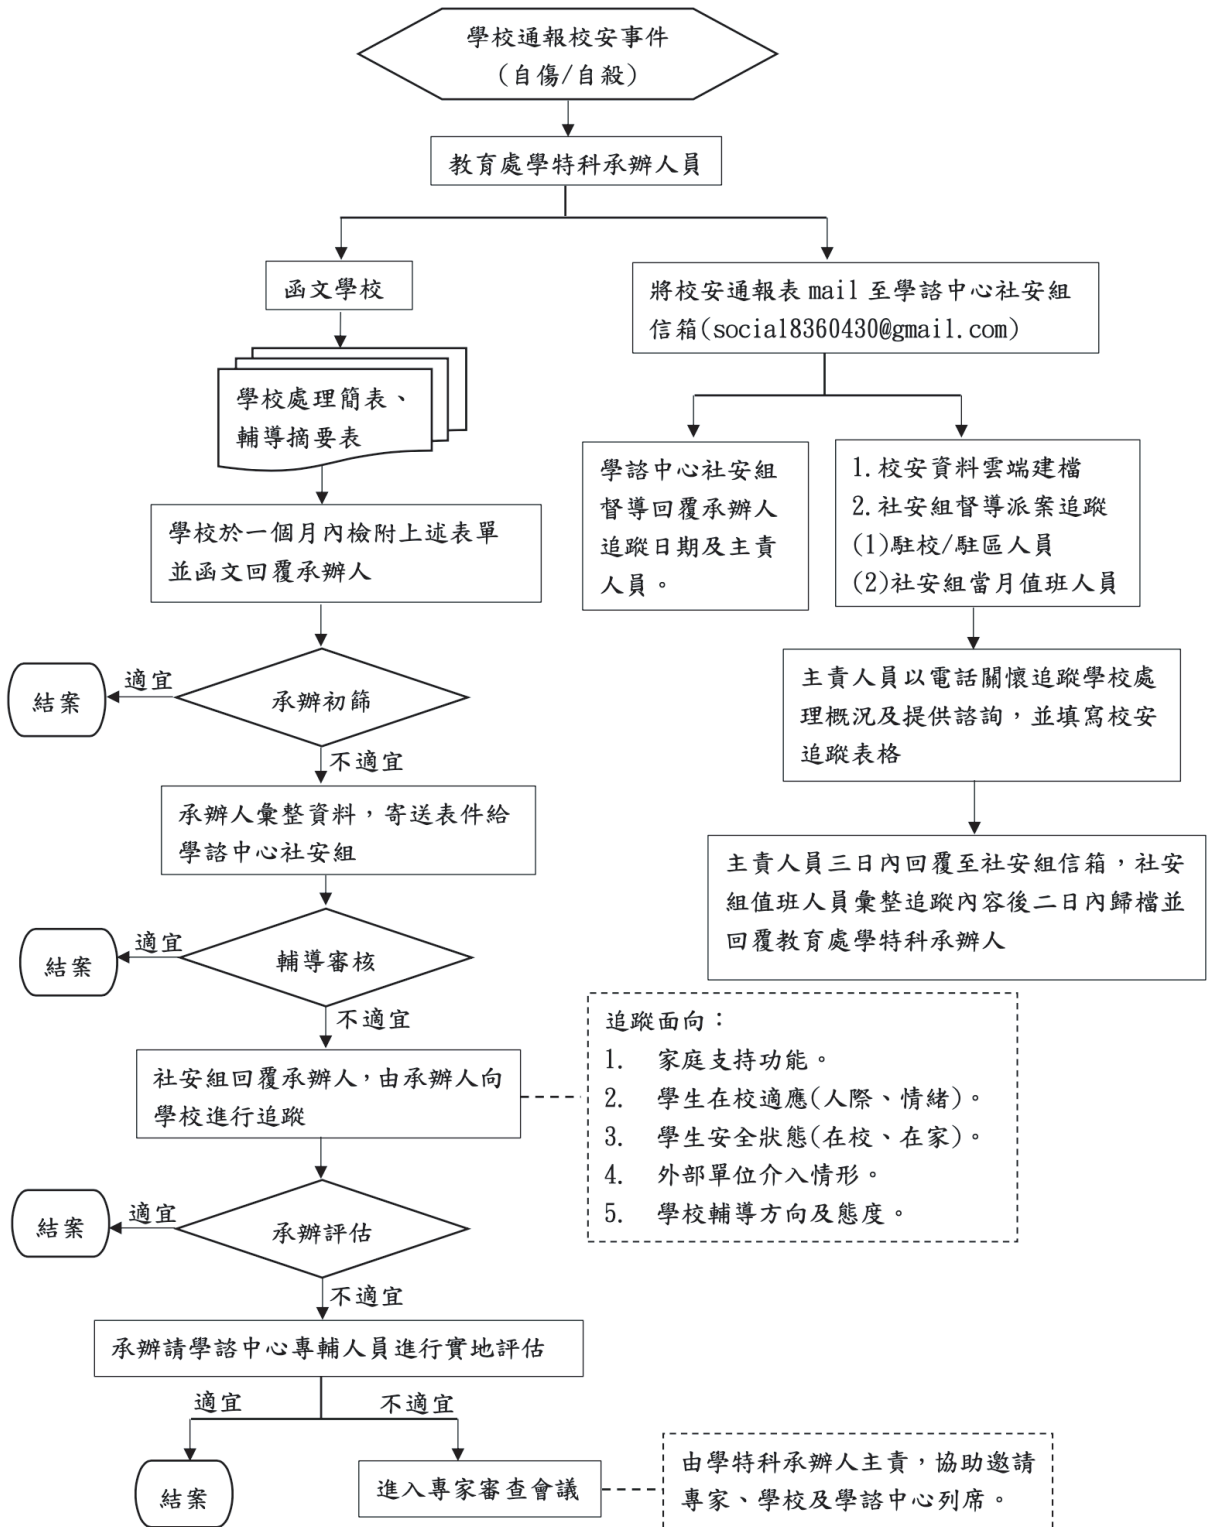 學校通報校安事件
(自傷/自殺)
教育處學特科承辦人員
函文學校
將校安通報表 mail 至學諮中心社安組
信箱(social8360430@gmail.com)
學校處理簡表、
輔導摘要表
學諮中心社安組
督導回覆承辦人
追蹤日期及主責
人員。
1.校安資料雲端建檔
2.社安組督導派案追蹤
(1)駐校/駐區人員
(2)社安組當月值班人員
學校於一個月內檢附上述表單
並函文回覆承辦人
結案
適宜
承辦初篩
不適宜
主責人員以電話關懷追蹤學校處
理概況及提供諮詢，並填寫校安
追蹤表格
承辦人彙整資料，寄送表件給
學諮中心社安組
主責人員三日內回覆至社安組信箱，社安
組值班人員彙整追蹤內容後二日內歸檔並
回覆教育處學特科承辦人
結案
適宜
輔導審核
不適宜
社安組回覆承辦人，由承辦人向
學校進行追蹤
追蹤面向：
1. 家庭支持功能。
2. 學生在校適應(人際、情緒)。
3. 學生安全狀態(在校、在家)。
4. 外部單位介入情形。
5. 學校輔導方向及態度。
結案
適宜
承辦評估
不適宜
承辦請學諮中心專輔人員進行實地評估
適宜
不適宜
結案
進入專家審查會議
由學特科承辦人主責，協助邀請
專家、學校及學諮中心列席。